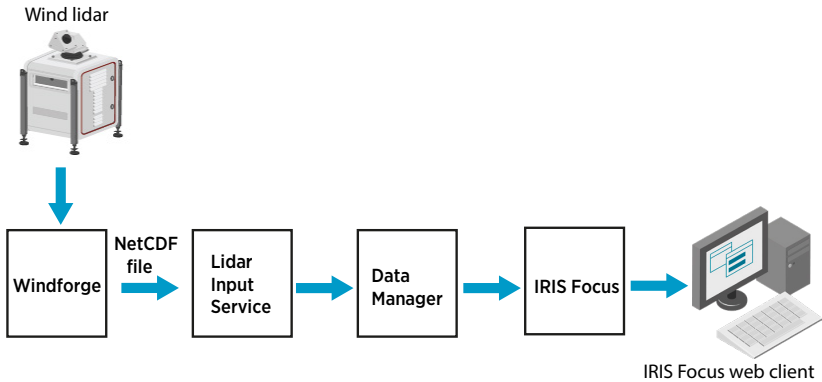 Wind lidar
NetCDF
file
Windforge
Lidar
Input
Service
Data
Manager
IRIS Focus
IRIS Focus web client